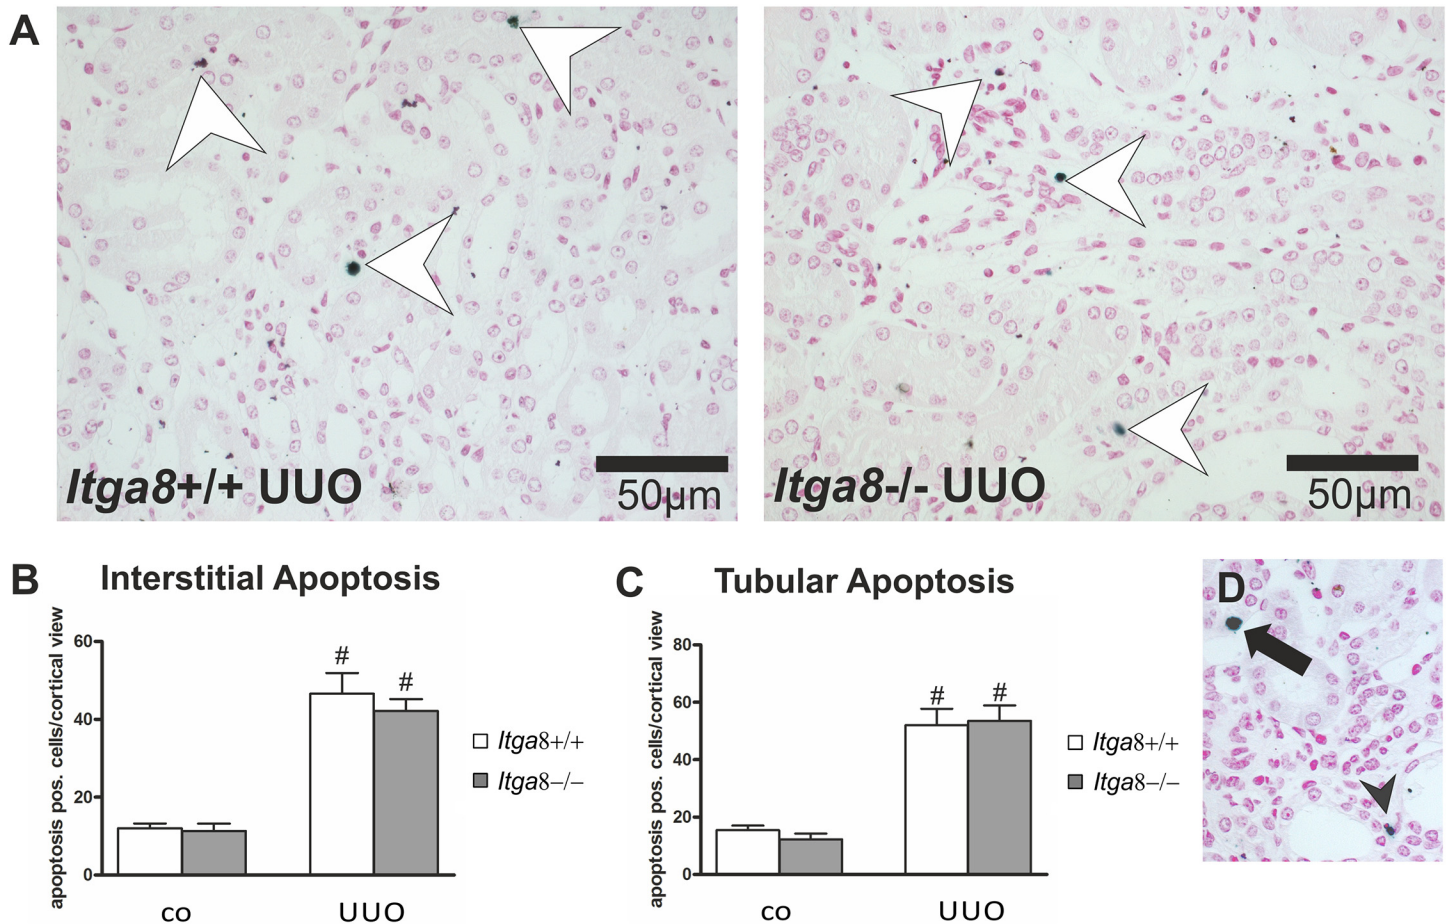 A
Itga8+/+ UUO
50µm
Itga8-/- UUO
50µm
B
Interstitial Apoptosis
apoptosis pos. cells/cortical view
60
40
20
0
#
#
co
UUO
Itga8+/+
Itga8−/−
C
Tubular Apoptosis
apoptosis pos. cells/cortical view
80
60
40
20
0
#
#
co
UUO
Itga8+/+
Itga8−/−
D